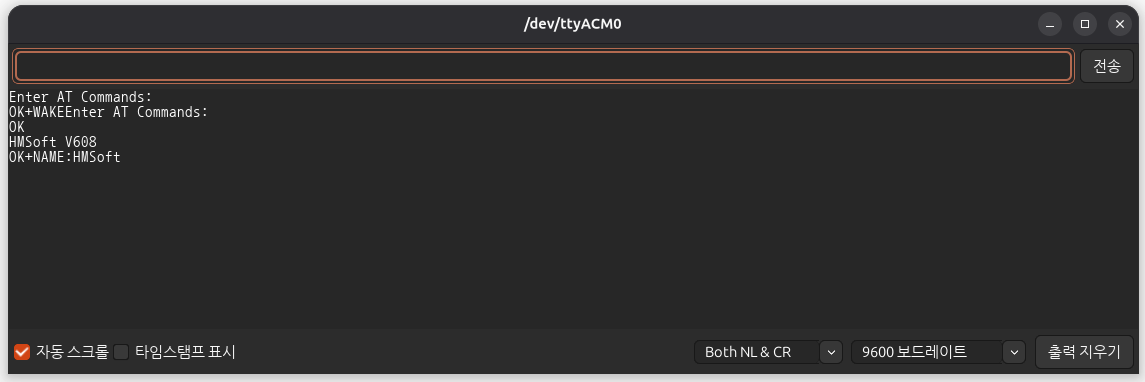 /dev/ttyACM0
전송
Enter AT Commands:
OK+WAKEEnter AT Commands:
OK
HMSoft V608
OK+NAME:HMSoft
자동 스크롤 타임스탬프 표시 Both NL & CR 9600 보드레이트 출력 지우기